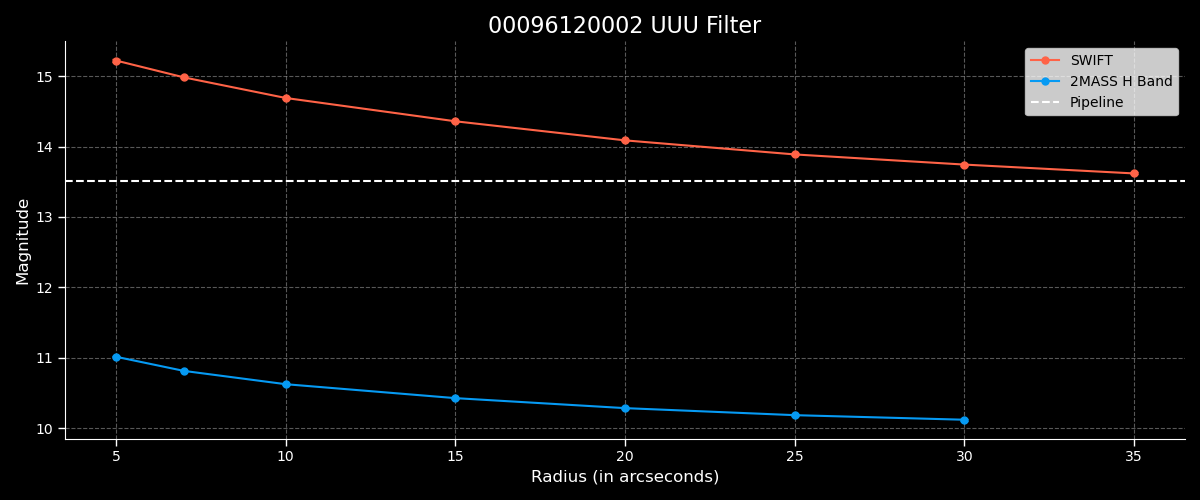 00096120002 UUU Filter
SWIFT
2MASS H Band
Pipeline
Magnitude
15
14
13
12
11
10
5
10
15
20
25
30
35
Radius (in arcseconds)